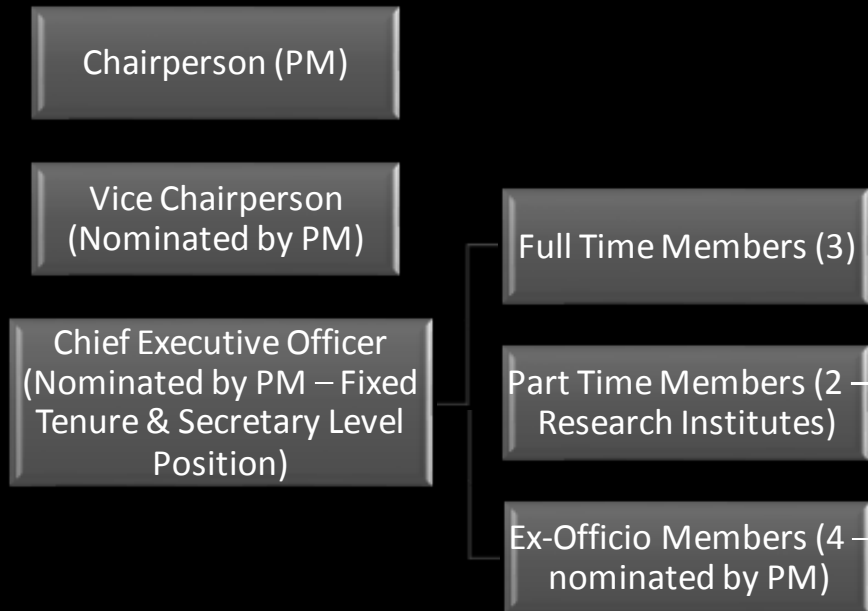 Chairperson (PM)
Vice Chairperson
(Nominated by PM)
Chief Executive Officer
(Nominated by PM – Fixed
Tenure & Secretary Level
Position)
Full Time Members (3)
Part Time Members (2 –
Research Institutes)
Ex-Officio Members (4 –
nominated by PM)